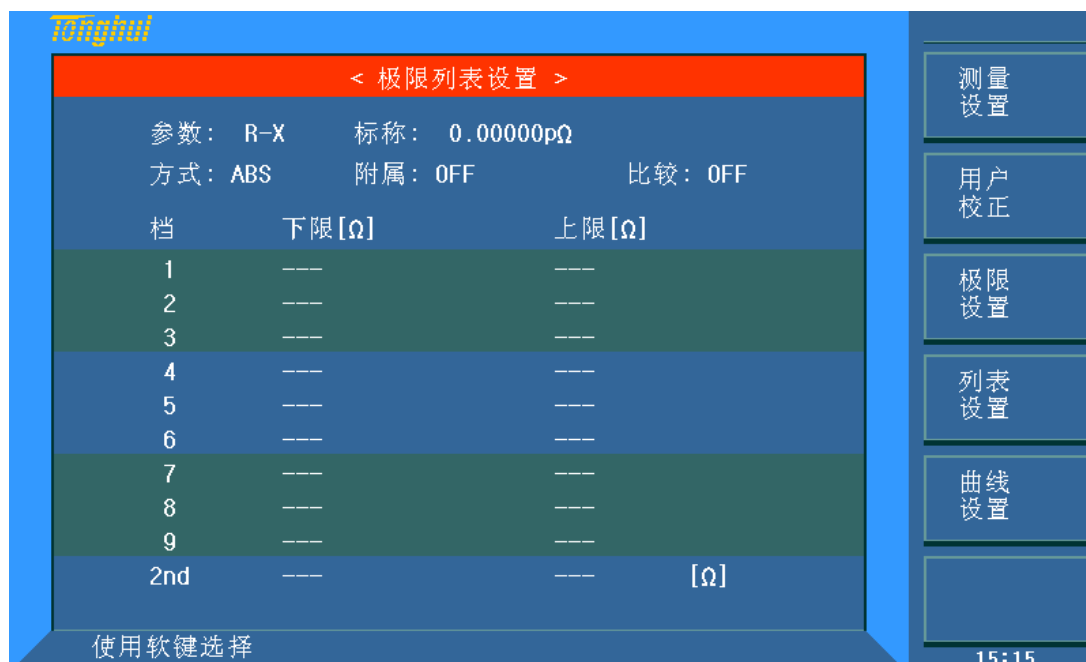 Tonghui
< 极限列表设置 >
参数: R-X 标称: 0.00000pΩ
方式: ABS 附属: OFF 比较: OFF
档 下限[Ω] 上限[Ω]
1 --- ---
2 --- ---
3 --- ---
4 --- ---
5 --- ---
6 --- ---
7 --- ---
8 --- ---
9 --- ---
2nd --- --- [Ω]
使用软键选择
测量
设置
用户
校正
极限
设置
列表
设置
曲线
设置
15:15